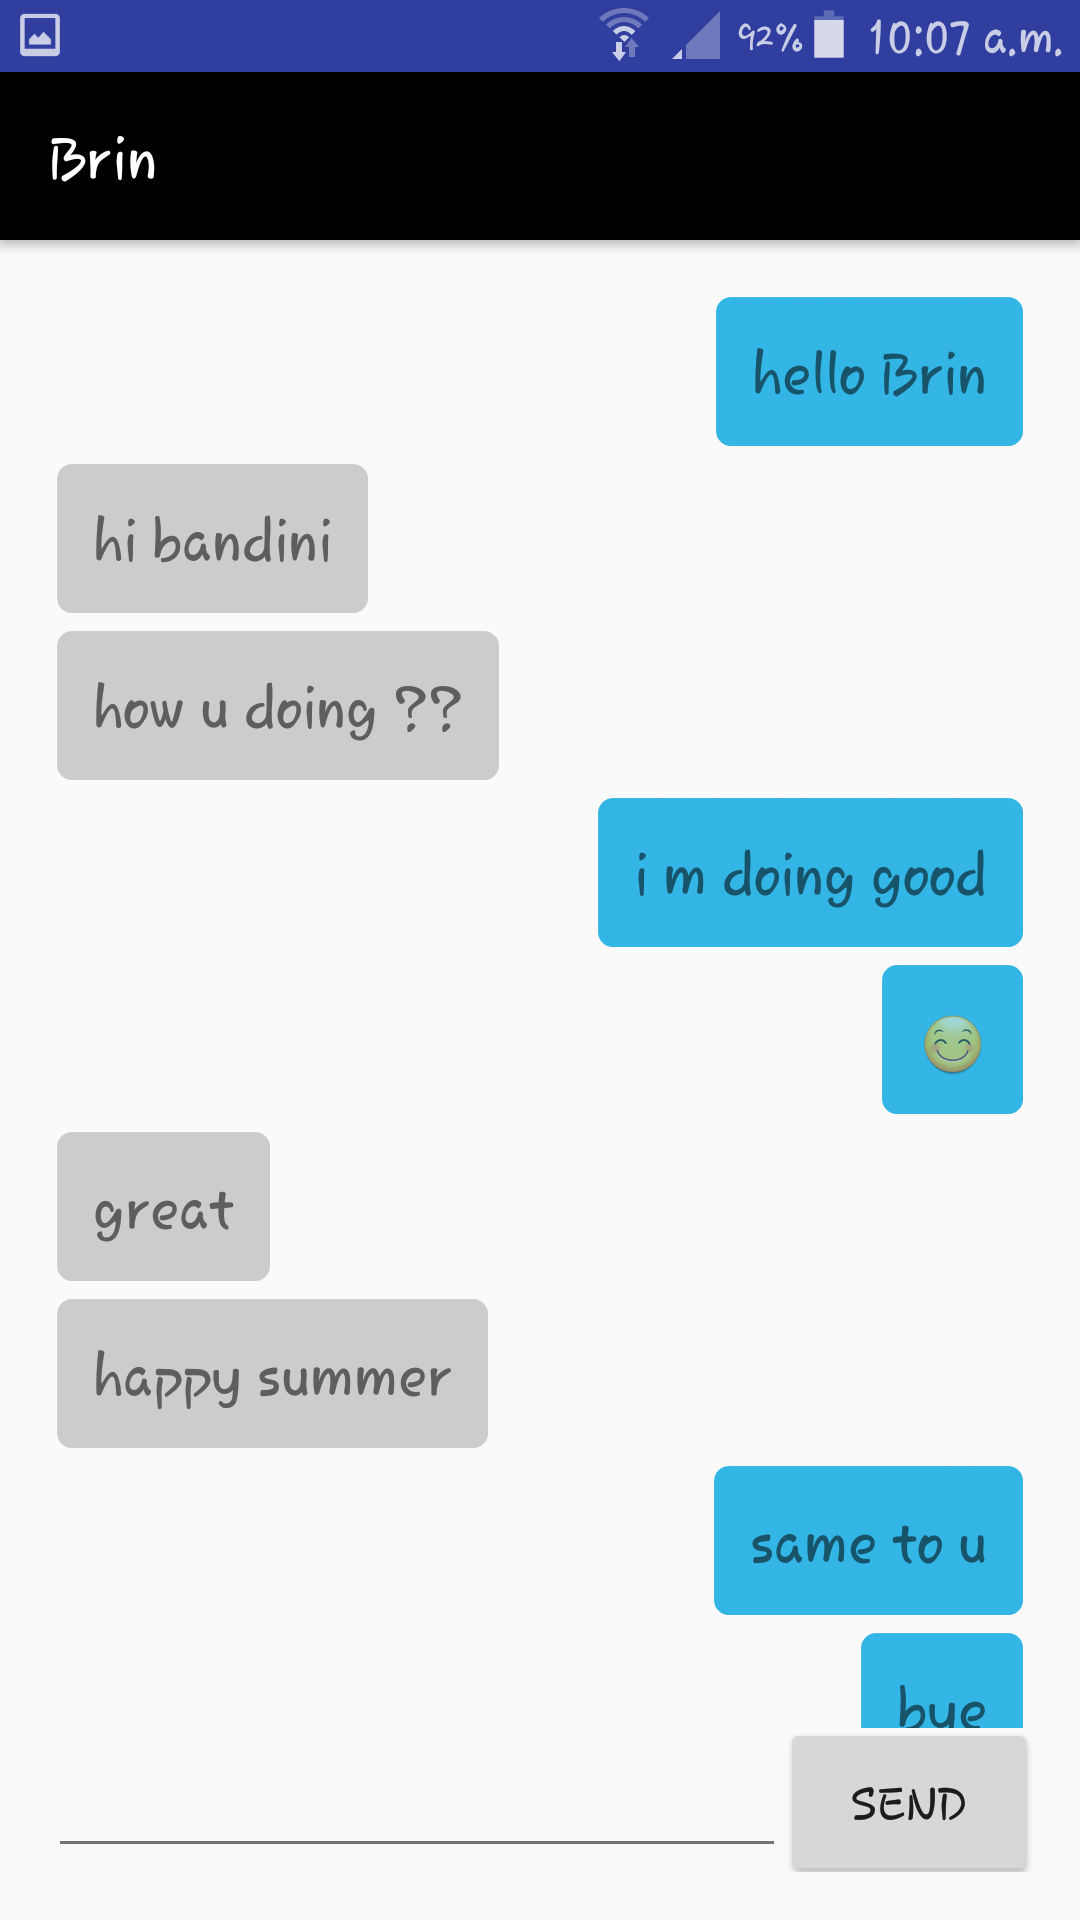 92% 10:07 a.m.
Brin
hello Brin
hi bandini
how u doing ??
i m doing good
😊
great
happy summer
same to u
bye
SEND